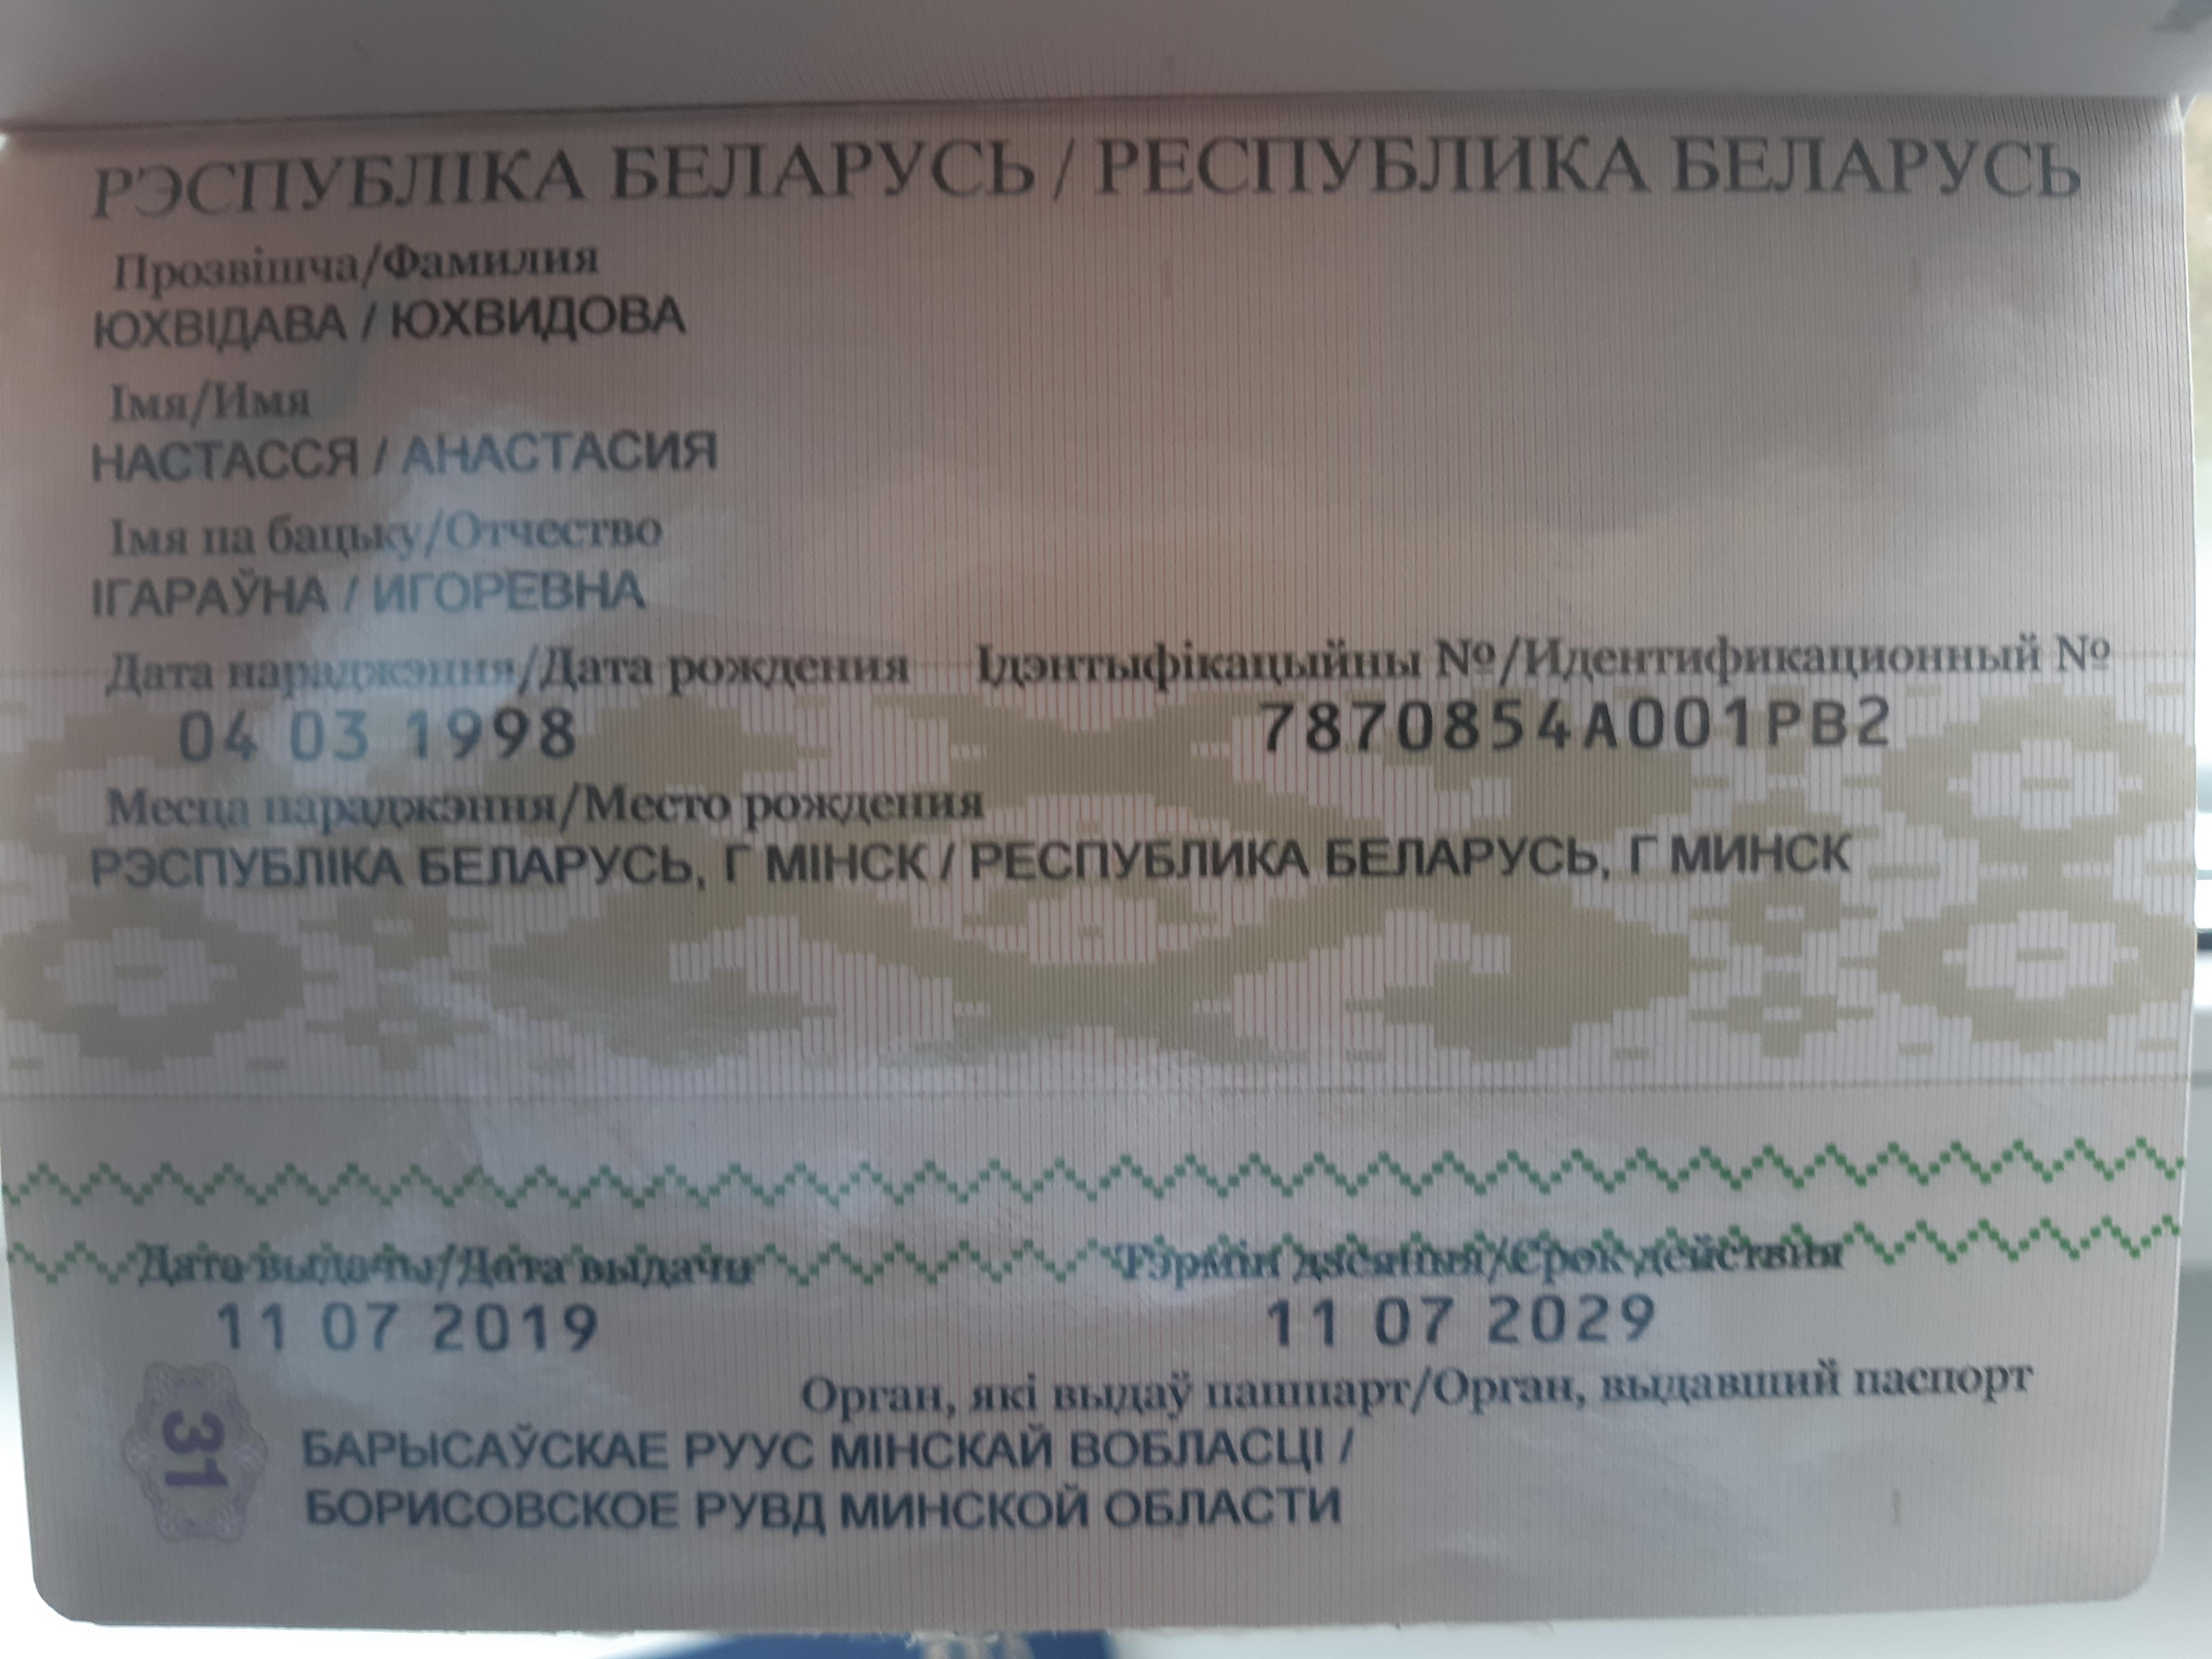 РЭСПУБЛІКА БЕЛАРУСЬ / РЕСПУБЛИКА БЕЛАРУСЬ
Прозвішча/Фамилия
ЮХВІДАВА / ЮХВИДОВА
Імя/Имя
НАСТАССЯ / АНАСТАСИЯ
Імя па бацьку/Отчество
ІГАРАЎНА / ИГОРЕВНА
Дата нараджэння/Дата рождения Ідэнтыфікацыйны №/Идентификационный №
04 03 1998 7870854A001PB2
Месца нараджэння/Место рождения
РЭСПУБЛІКА БЕЛАРУСЬ, Г МІНСК / РЕСПУБЛИКА БЕЛАРУСЬ, Г МИНСК
Дата выдачы/Дата выдачи Тэрмін дзеяння/Срок действия
11 07 2019 11 07 2029
Орган, які выдаў пашпарт/Орган, выдавший паспорт
31
БАРЫСАЎСКАЕ РУУС МІНСКАЙ ВОБЛАСЦІ /
БОРИСОВСКОЕ РУВД МИНСКОЙ ОБЛАСТИ